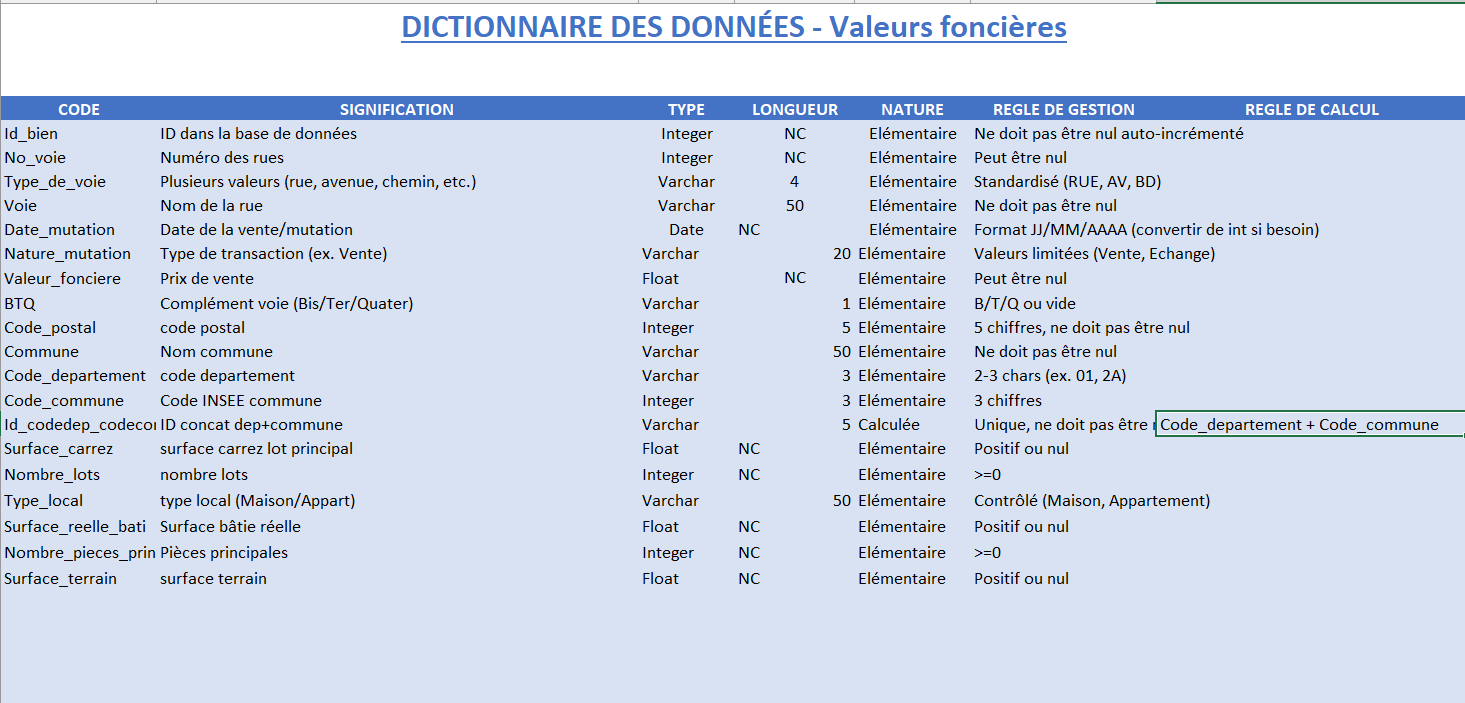 DICTIONNAIRE DES DONNÉES - Valeurs foncières
CODE SIGNIFICATION TYPE LONGUEUR NATURE REGLE DE GESTION REGLE DE CALCUL
Id_bien ID dans la base de données Integer NC Elémentaire Ne doit pas être nul auto-incrémenté
No_voie Numéro des rues Integer NC Elémentaire Peut être nul
Type_de_voie Plusieurs valeurs (rue, avenue, chemin, etc.) Varchar 4 Elémentaire Standardisé (RUE, AV, BD)
Voie Nom de la rue Varchar 50 Elémentaire Ne doit pas être nul
Date_mutation Date de la vente/mutation Date NC Elémentaire Format JJ/MM/AAAA (convertir de int si besoin)
Nature_mutation Type de transaction (ex. Vente) Varchar 20 Elémentaire Valeurs limitées (Vente, Echange)
Valeur_fonciere Prix de vente Float NC Elémentaire Peut être nul
BTQ Complément voie (Bis/Ter/Quater) Varchar 1 Elémentaire B/T/Q ou vide
Code_postal code postal Integer 5 Elémentaire 5 chiffres, ne doit pas être nul
Commune Nom commune Varchar 50 Elémentaire Ne doit pas être nul
Code_departement code departement Varchar 3 Elémentaire 2-3 chars (ex. 01, 2A)
Code_commune Code INSEE commune Integer 3 Elémentaire 3 chiffres
Id_codedep_codecor ID concat dep+commune Varchar 5 Calculée Unique, ne doit pas être Code_departement + Code_commune
Surface_carrez surface carrez lot principal Float NC Elémentaire Positif ou nul
Nombre_lots nombre lots Integer NC Elémentaire >=0
Type_local type local (Maison/Appart) Varchar 50 Elémentaire Contrôlé (Maison, Appartement)
Surface_reelle_bati Surface bâtie réelle Float NC Elémentaire Positif ou nul
Nombre_pieces_prin Pièces principales Integer NC Elémentaire >=0
Surface_terrain surface terrain Float NC Elémentaire Positif ou nul